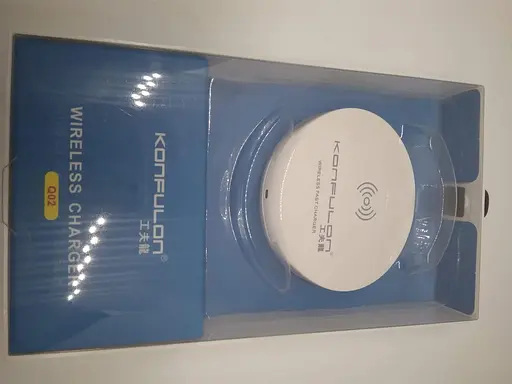 KONFULON®
工夫龍
WIRELESS CHARGER
Q02
KONFULON®
工夫龍
WIRELESS FAST CHARGER